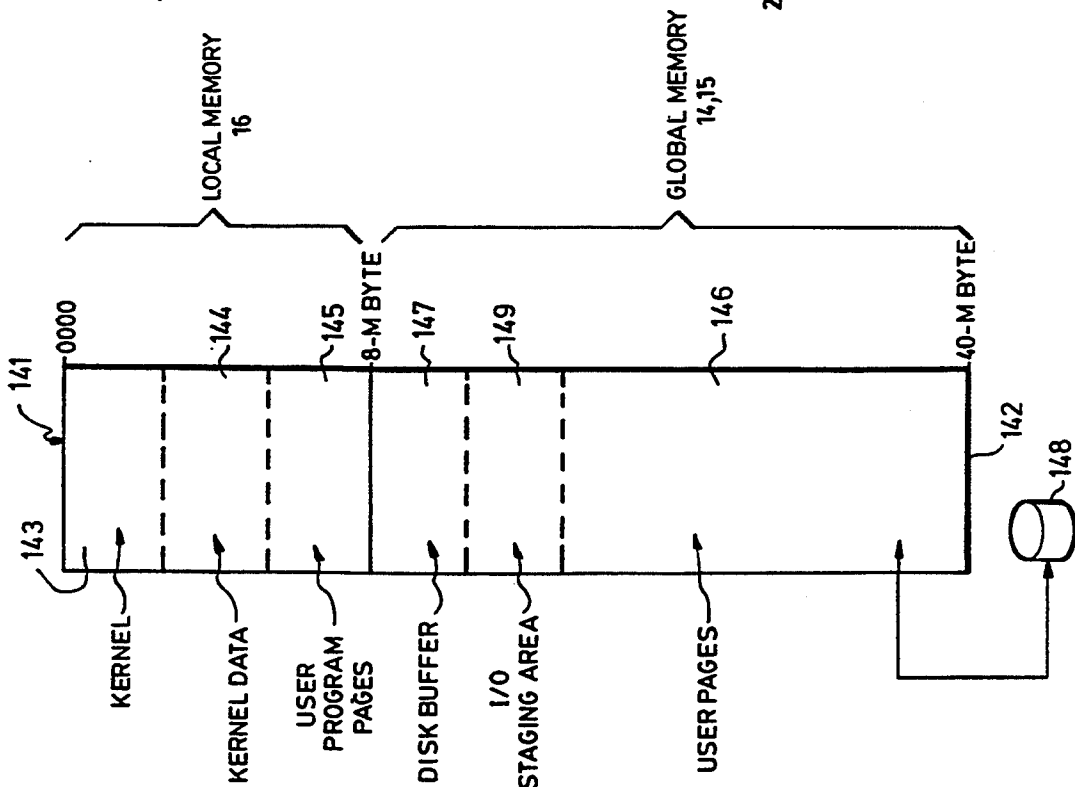 141
0000
143
KERNEL
LOCAL MEMORY
16
144
KERNEL DATA
145
USER
PROGRAM
PAGES
8-M BYTE
147
DISK BUFFER
149
I/O
STAGING AREA
GLOBAL MEMORY
14,15
146
USER PAGES
40-M BYTE
142
148
2